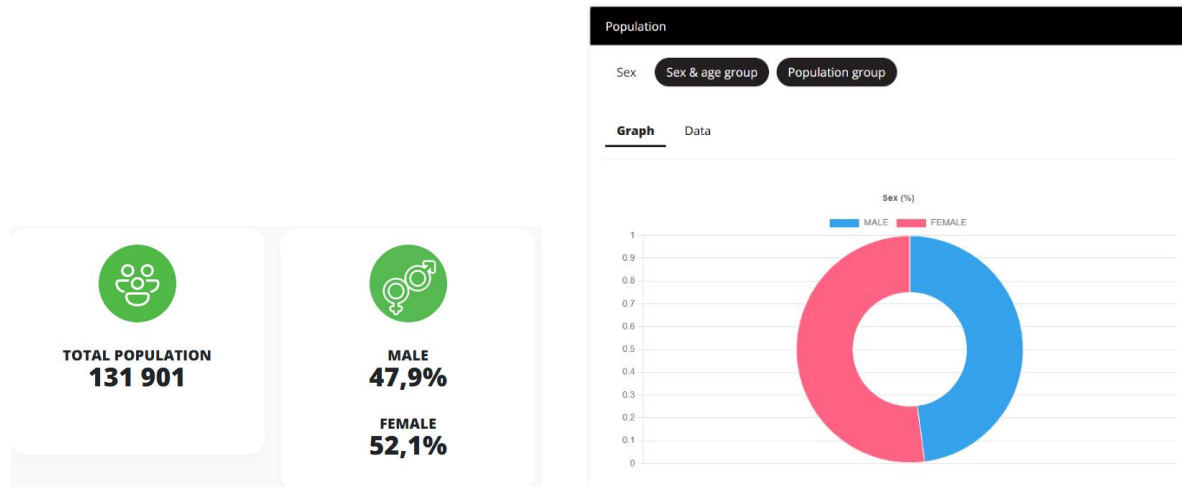 TOTAL POPULATION
131 901
MALE
47,9%
FEMALE
52,1%
Population
Sex Sex & age group Population group
Graph Data
Sex (%)
MALE FEMALE
1
0.9
0.8
0.7
0.6
0.5
0.4
0.3
0.2
0.1
0